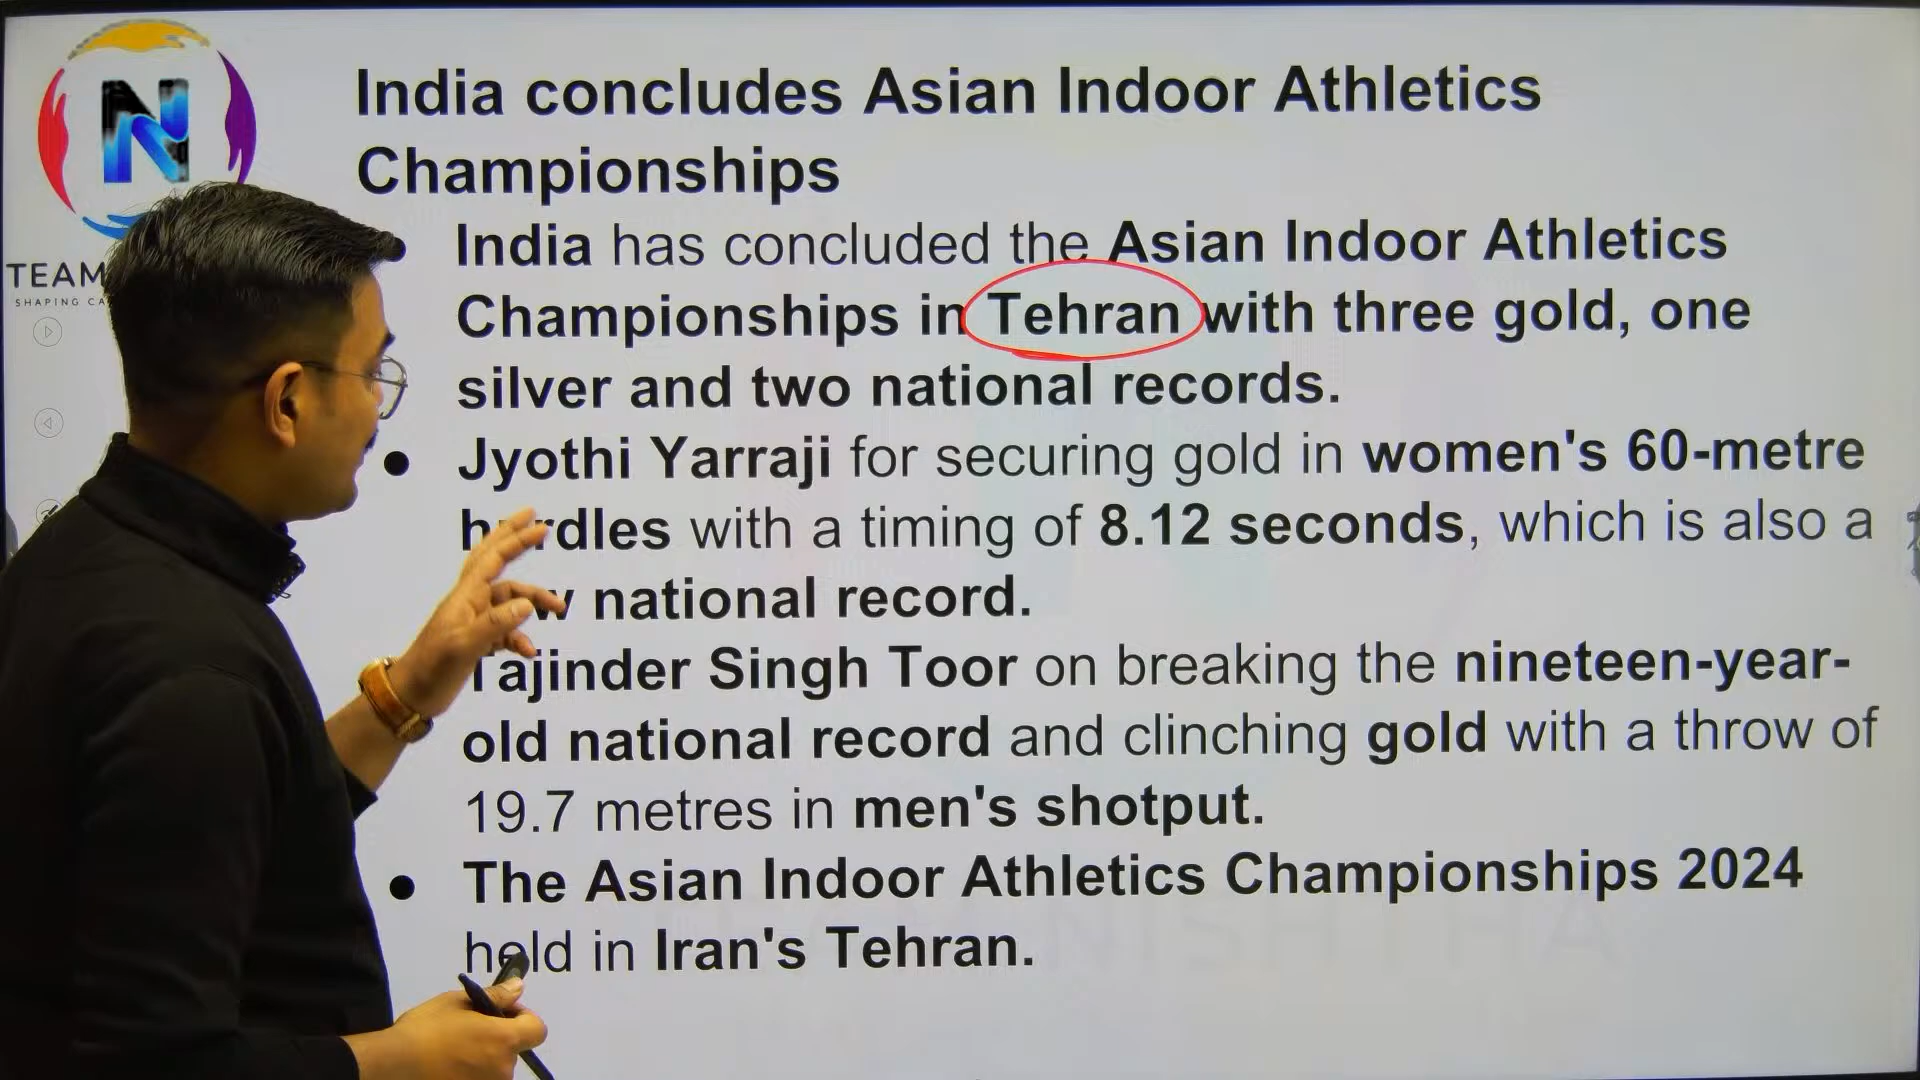 India concludes Asian Indoor Athletics
Championships
India has concluded the Asian Indoor Athletics
Championships in Tehran with three gold, one
silver and two national records.
Jyothi Yarraji for securing gold in women's 60-metre
hurdles with a timing of 8.12 seconds, which is also a
national record.
Tajinder Singh Toor on breaking the nineteen-year-
old national record and clinching gold with a throw of
19.7 metres in men's shotput.
The Asian Indoor Athletics Championships 2024
held in Iran's Tehran.
N
TEAM
SHAPING
NISHTHA